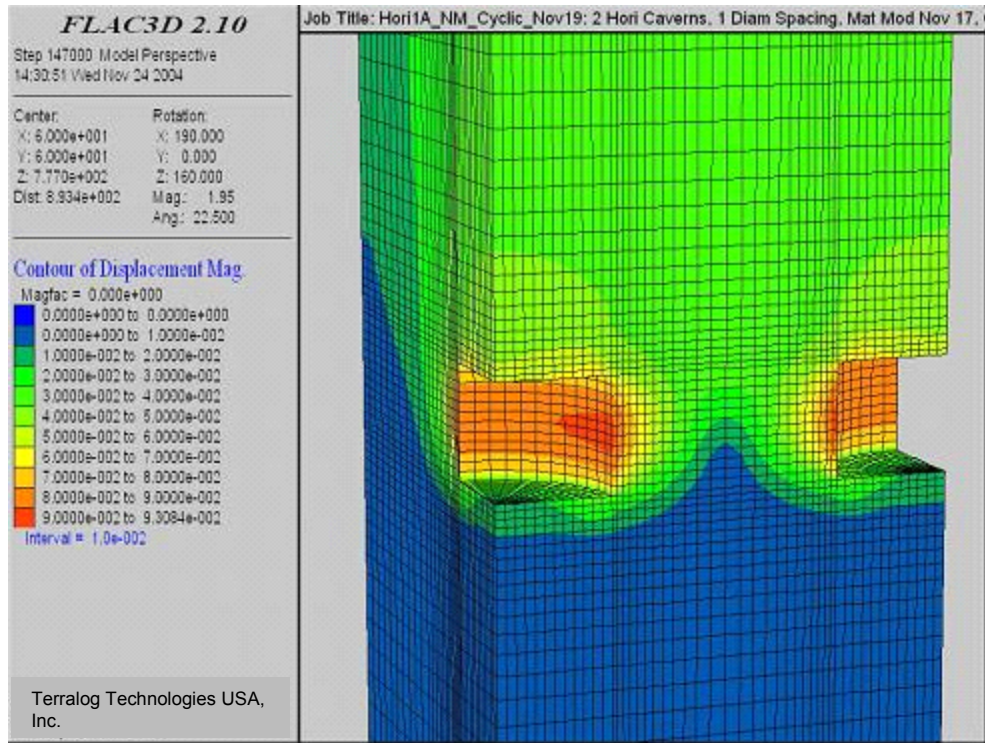 FLAC3D 2.10
Job Title: Hori1A_NM_Cyclic_Nov19: 2 Hori Caverns, 1 Diam Spacing, Mat Mod Nov 17,
Step 147000 Model Perspective
14:30:51 Wed Nov 24 2004
Center: Rotation:
X: 6.000e+001 X: 190.000
Y: 6.000e+001 Y: 0.000
Z: 7.770e+002 Z: 160.000
Dist: 8.934e+002 Mag.: 1.95
Ang.: 22.500
Contour of Displacement Mag.
Magfac = 0.000e+000
0.0000e+000 to 0.0000e+000
0.0000e+000 to 1.0000e-002
1.0000e-002 to 2.0000e-002
2.0000e-002 to 3.0000e-002
3.0000e-002 to 4.0000e-002
4.0000e-002 to 5.0000e-002
5.0000e-002 to 6.0000e-002
6.0000e-002 to 7.0000e-002
7.0000e-002 to 8.0000e-002
8.0000e-002 to 9.0000e-002
9.0000e-002 to 9.3084e-002
Interval = 1.0e-002
Terralog Technologies USA,
Inc.